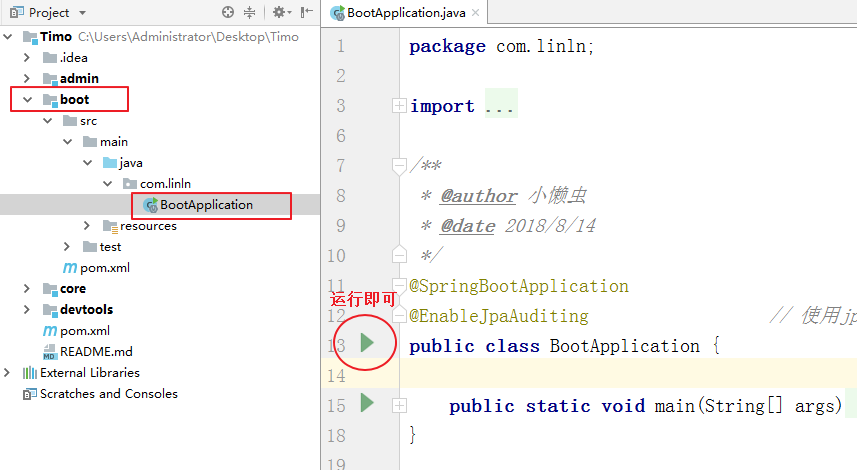 Project
Timo C:\Users\Administrator\Desktop\Timo
.idea
admin
boot
src
main
java
com.linln
BootApplication
resources
test
pom.xml
core
devtools
pom.xml
README.md
External Libraries
Scratches and Consoles
BootApplication.java
1 package com.linln;
2
3 import ...
6
7 /**
8 * @author 小懒虫
9 * @date 2018/8/14
10 */
11 @SpringBootApplication
运行即可
12 @EnableJpaAuditing // 使用jp
13 public class BootApplication {
14
15 public static void main(String[] args)
18 }
19